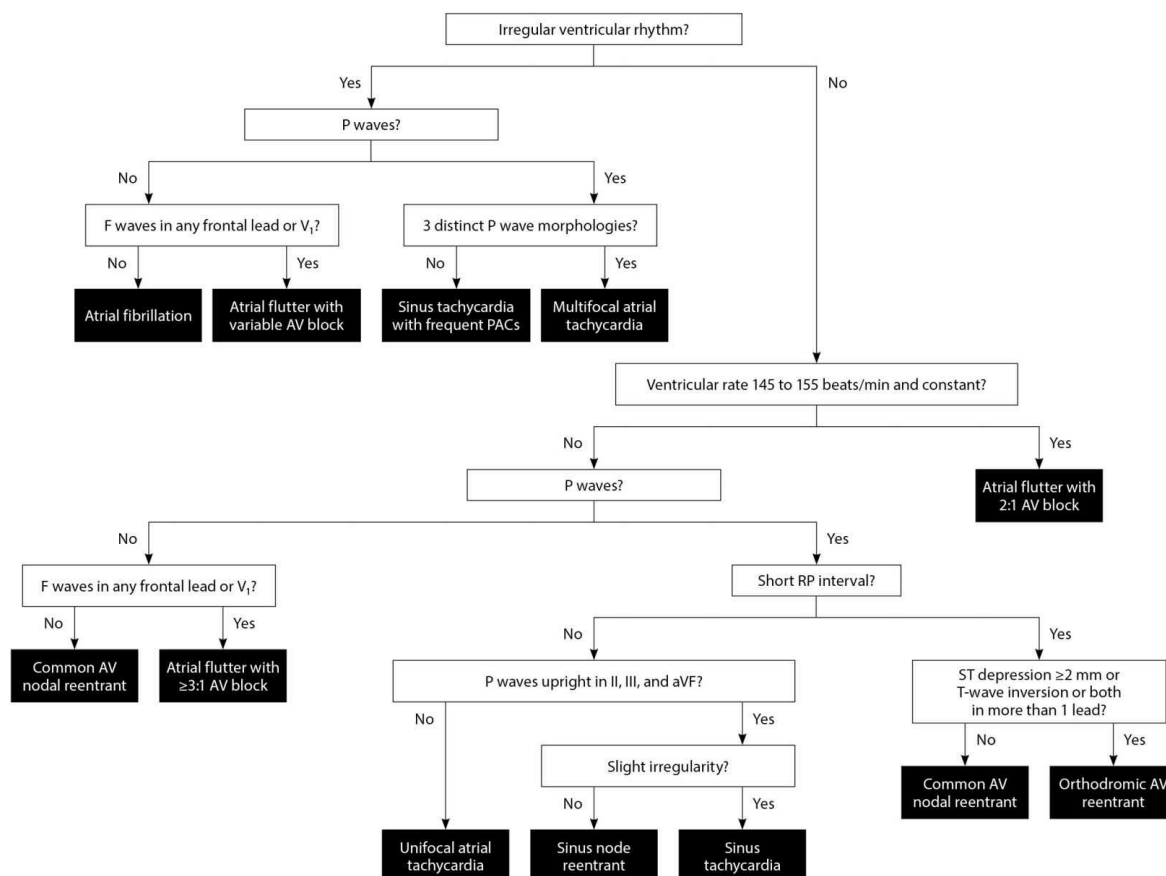 Irregular ventricular rhythm?
Yes
No
P waves?
No
Yes
F waves in any frontal lead or V₁?
3 distinct P wave morphologies?
No
Yes
No
Yes
Atrial fibrillation
Atrial flutter with
variable AV block
Sinus tachycardia
with frequent PACs
Multifocal atrial
tachycardia
Ventricular rate 145 to 155 beats/min and constant?
No
Yes
P waves?
Atrial flutter with
2:1 AV block
No
Yes
F waves in any frontal lead or V₁?
Short RP interval?
No
Yes
No
Yes
Common AV
nodal reentrant
Atrial flutter with
≥3:1 AV block
P waves upright in II, III, and aVF?
ST depression ≥2 mm or
T-wave inversion or both
in more than 1 lead?
No
Yes
No
Yes
Slight irregularity?
Common AV
nodal reentrant
Orthodromic AV
reentrant
No
Yes
Unifocal atrial
tachycardia
Sinus node
reentrant
Sinus
tachycardia